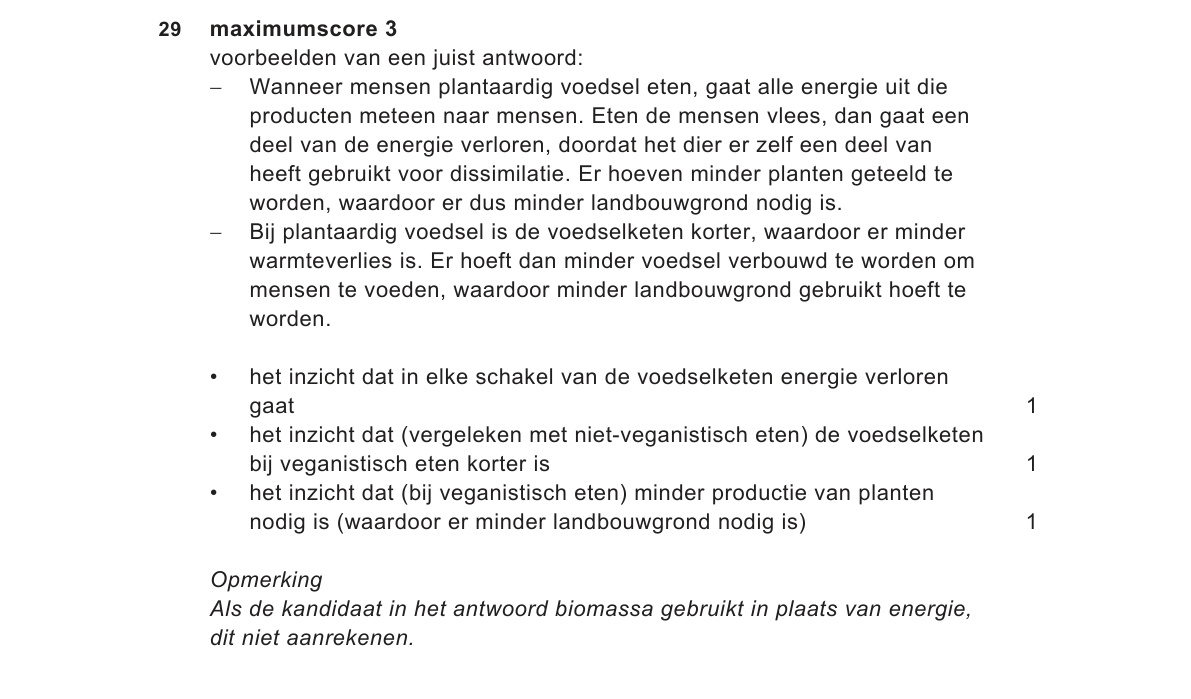 29 maximumscore 3
voorbeelden van een juist antwoord:
– Wanneer mensen plantaardig voedsel eten, gaat alle energie uit die
producten meteen naar mensen. Eten de mensen vlees, dan gaat een
deel van de energie verloren, doordat het dier er zelf een deel van
heeft gebruikt voor dissimilatie. Er hoeven minder planten geteeld te
worden, waardoor er dus minder landbouwgrond nodig is.
– Bij plantaardig voedsel is de voedselketen korter, waardoor er minder
warmteverlies is. Er hoeft dan minder voedsel verbouwd te worden om
mensen te voeden, waardoor minder landbouwgrond gebruikt hoeft te
worden.
• het inzicht dat in elke schakel van de voedselketen energie verloren
gaat 1
• het inzicht dat (vergeleken met niet-veganistisch eten) de voedselketen
bij veganistisch eten korter is 1
• het inzicht dat (bij veganistisch eten) minder productie van planten
nodig is (waardoor er minder landbouwgrond nodig is) 1
Opmerking
Als de kandidaat in het antwoord biomassa gebruikt in plaats van energie,
dit niet aanrekenen.